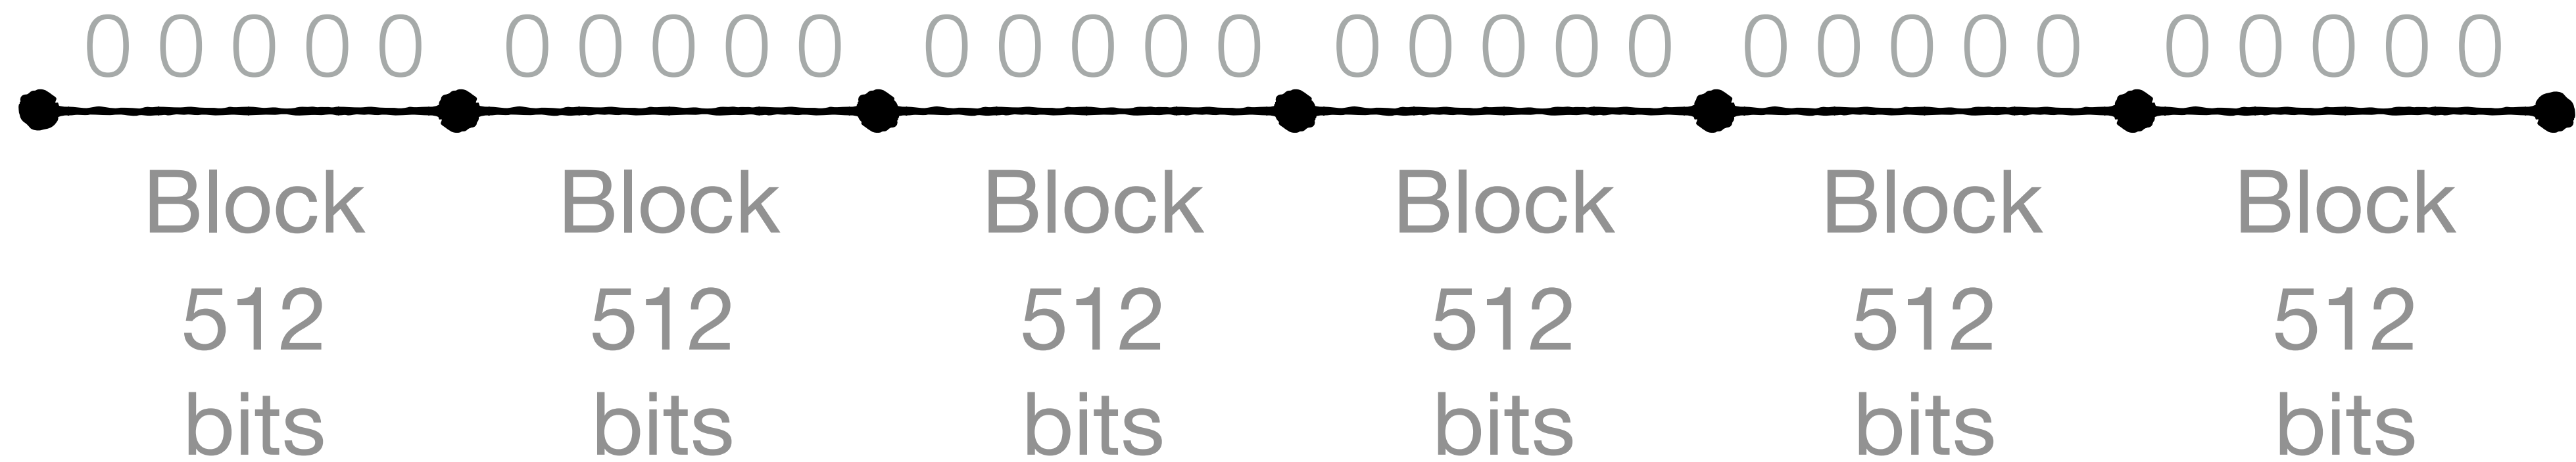 0 0 0 0 0 0 0 0 0 0 0 0 0 0 0 0 0 0 0 0 0 0 0 0 0 0 0 0 0 0
Block Block Block Block Block Block
512 512 512 512 512 512
bits bits bits bits bits bits